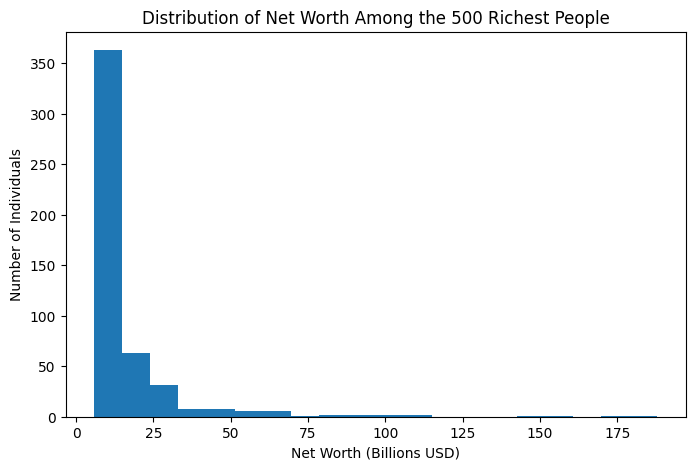 Distribution of Net Worth Among the 500 Richest People
350
300
250
200
150
100
50
0
Number of Individuals
0 25 50 75 100 125 150 175
Net Worth (Billions USD)